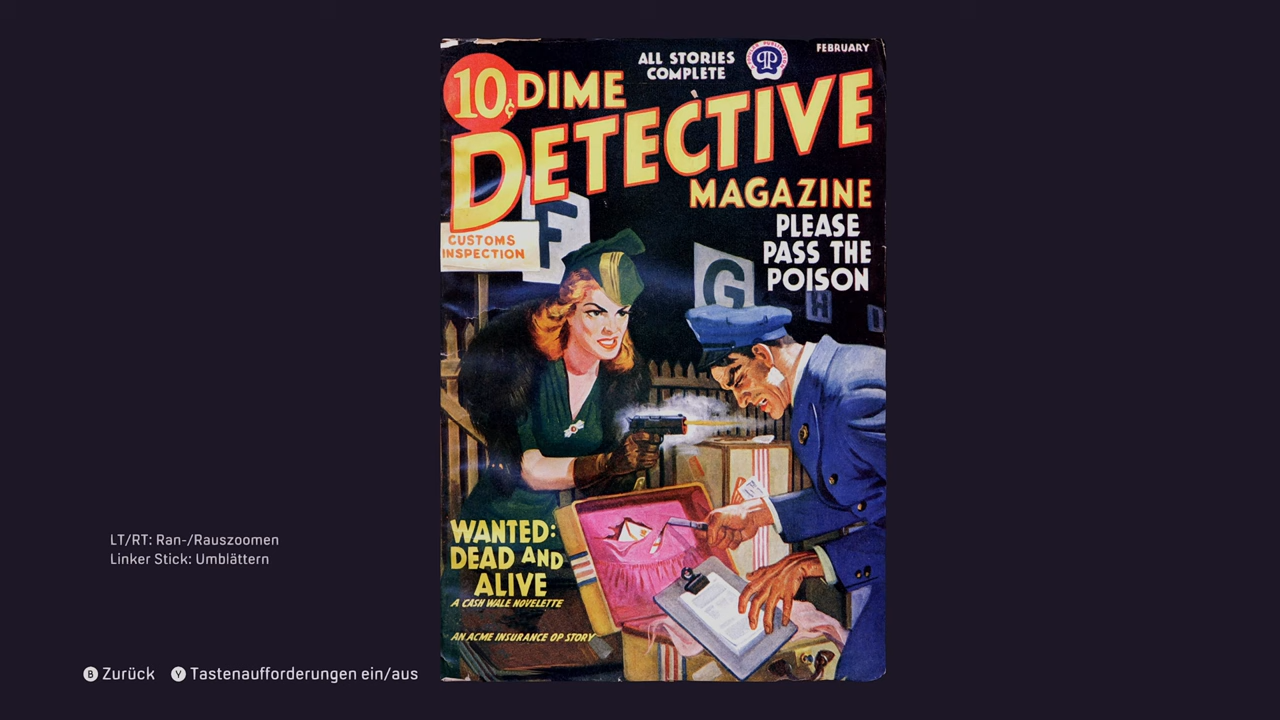 10¢ DIME
DETECTIVE
MAGAZINE
ALL STORIES
COMPLETE
FEBRUARY
PLEASE
PASS THE
POISON
CUSTOMS
INSPECTION
F
G
H
WANTED:
DEAD AND
ALIVE
A CASH WALE NOVELETTE
AN ACME INSURANCE OP STORY
LT/RT: Ran-/Rauszoomen
Linker Stick: Umblättern
B Zurück Y Tastenaufforderungen ein/aus